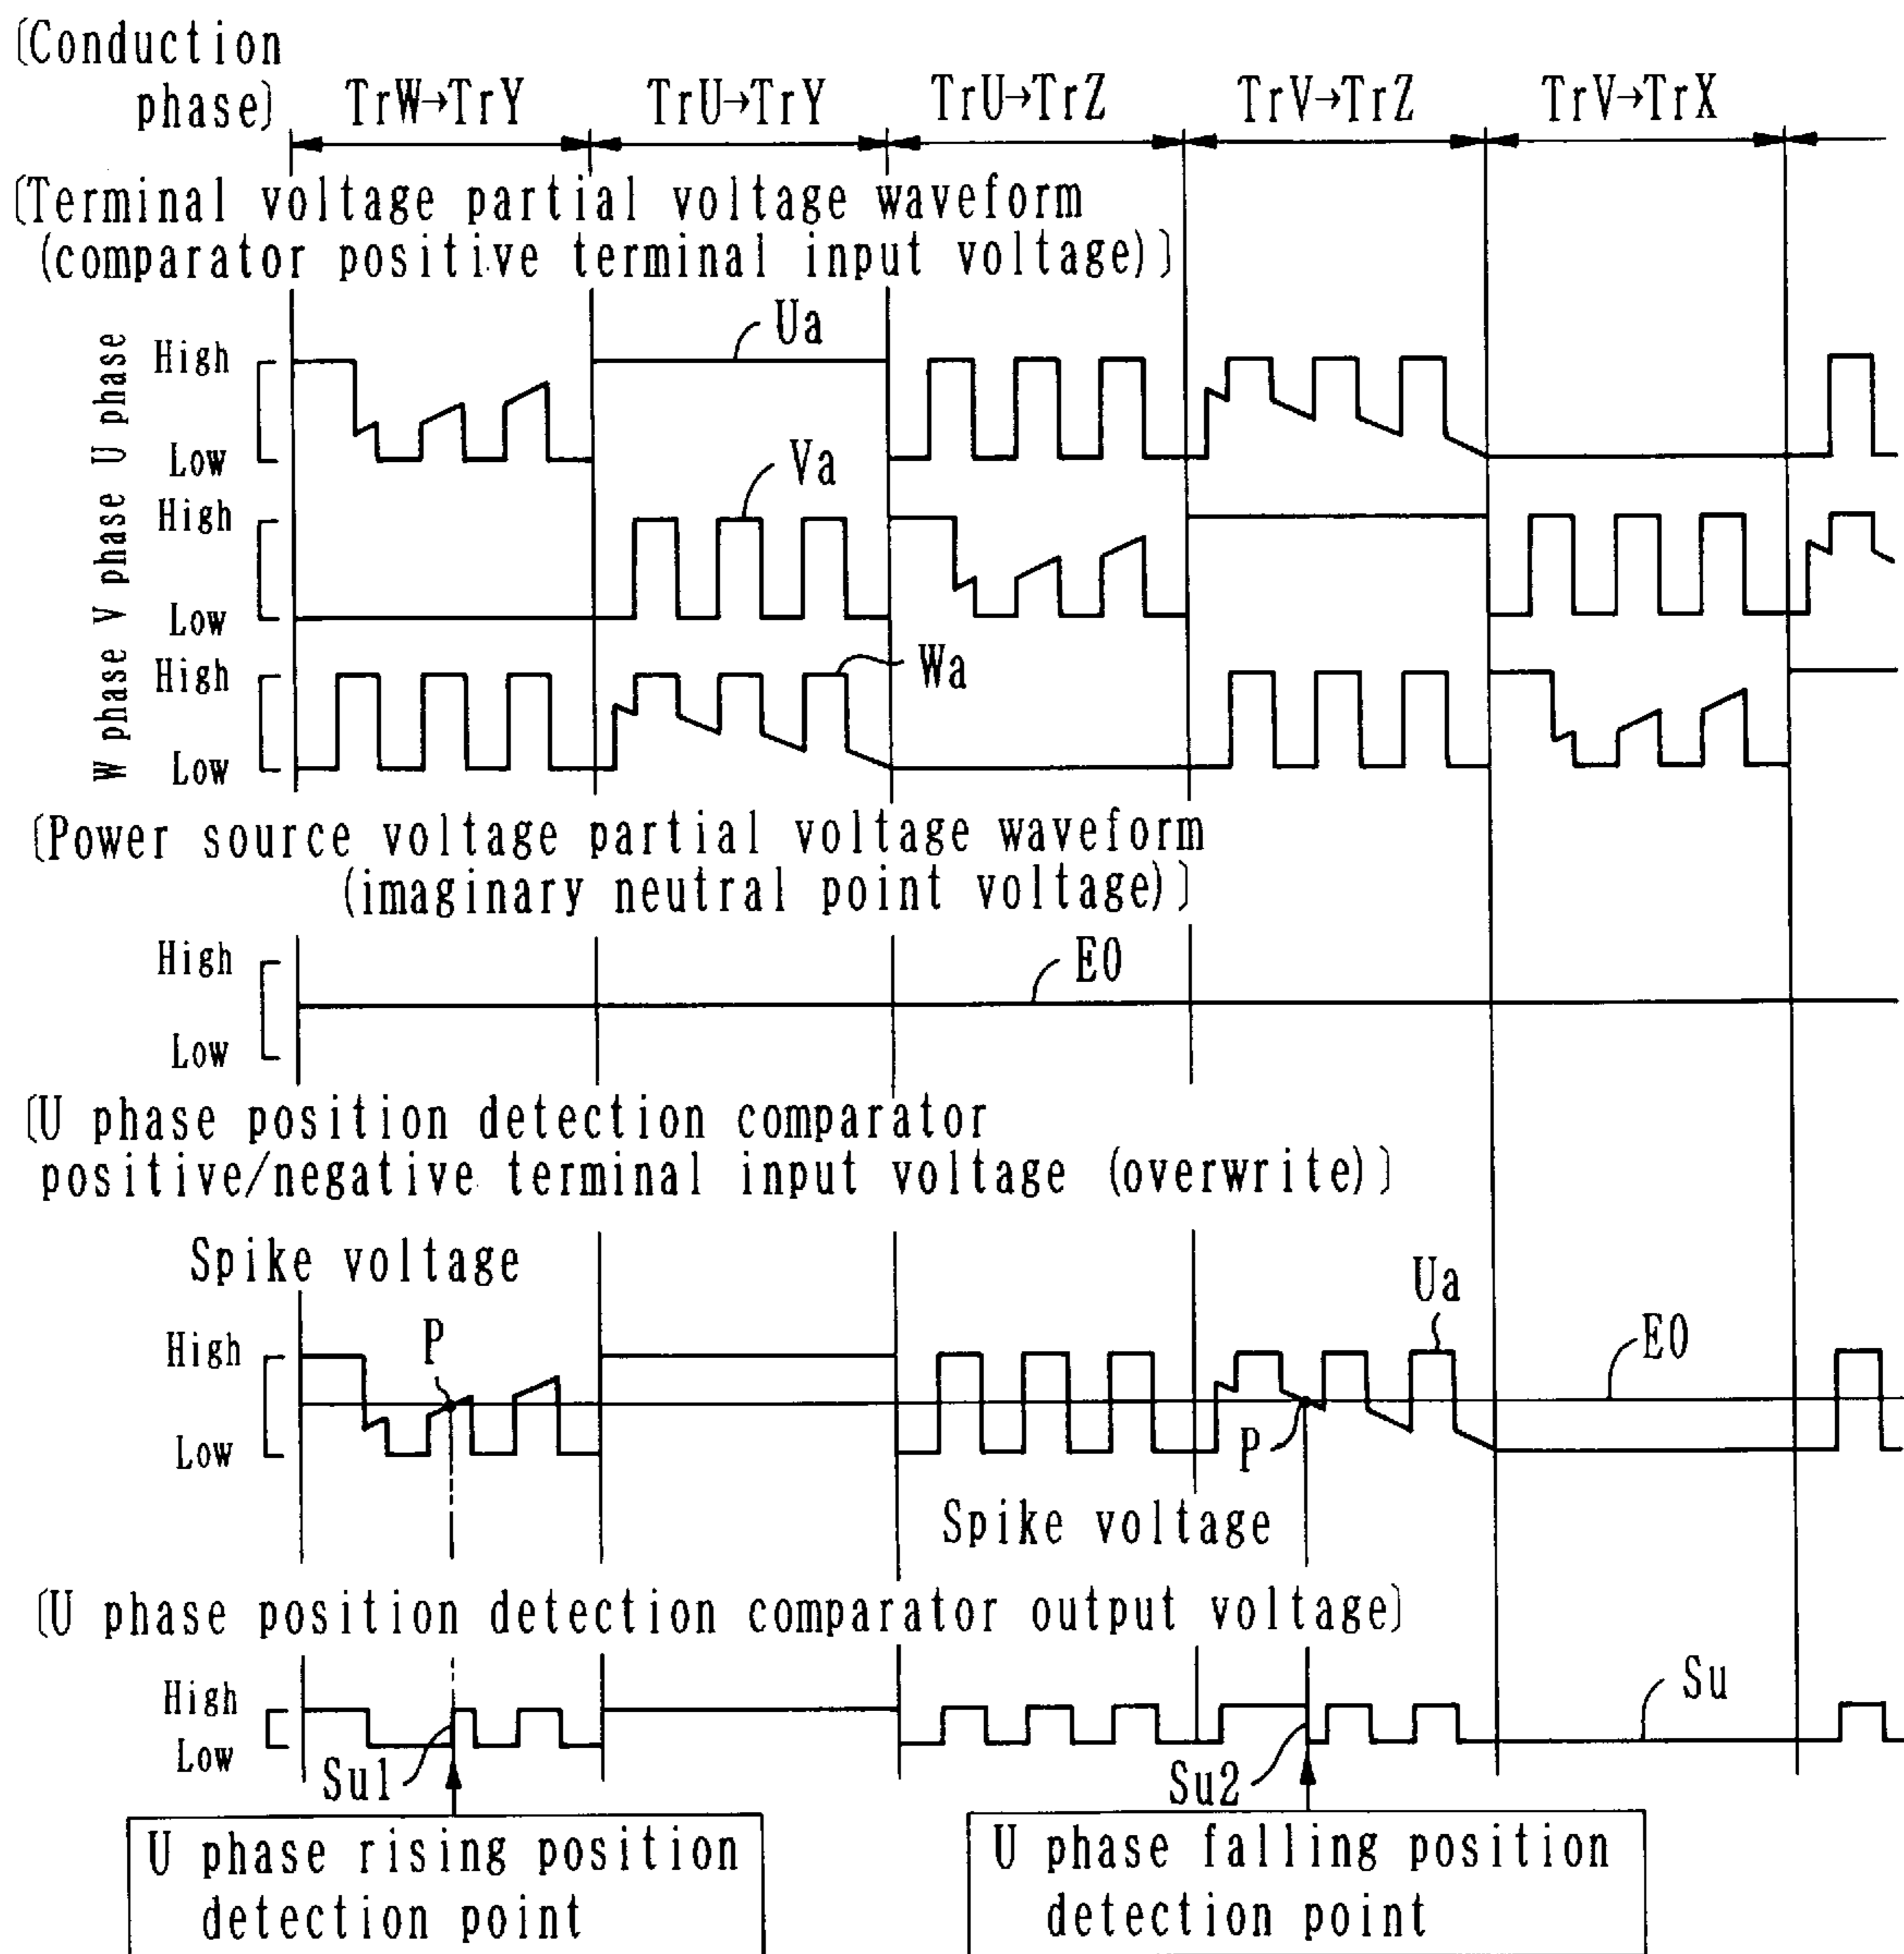 〔Conduction
phase〕
TrW→TrY
TrU→TrY
TrU→TrZ
TrV→TrZ
TrV→TrX
〔Terminal voltage partial voltage waveform
(comparator positive terminal input voltage)〕
U phase
High
Low
Ua
V phase
High
Low
Va
W phase
High
Low
Wa
〔Power source voltage partial voltage waveform
(imaginary neutral point voltage)〕
High
Low
E0
〔U phase position detection comparator
positive/negative terminal input voltage (overwrite)〕
Spike voltage
High
Low
P
Ua
E0
P
Spike voltage
〔U phase position detection comparator output voltage〕
High
Low
Su1
Su2
Su
U phase rising position
detection point
U phase falling position
detection point